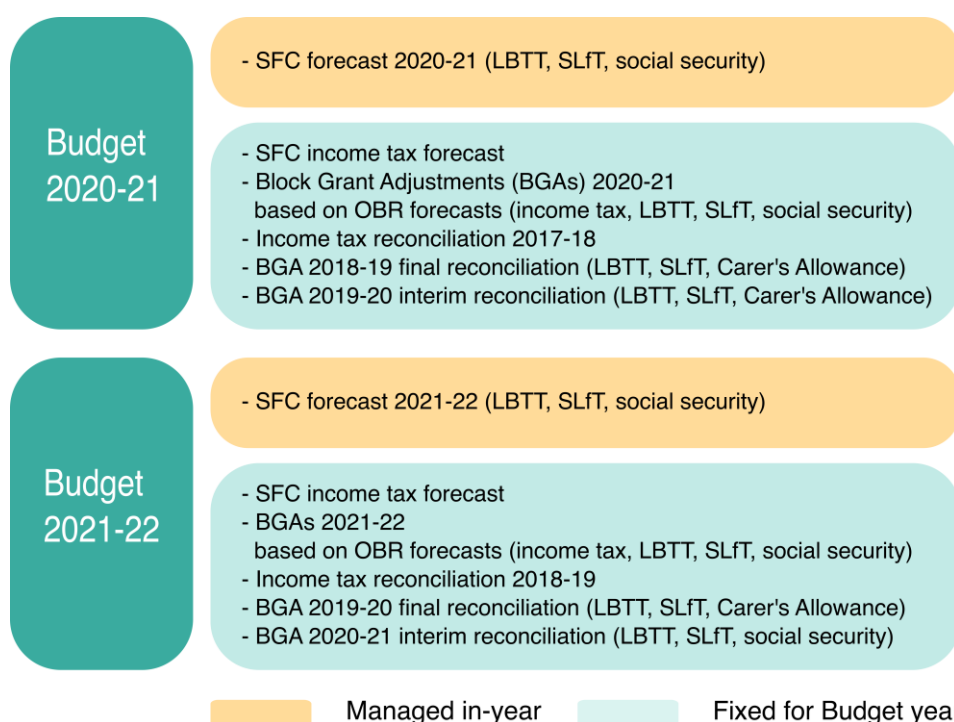 Budget
2020-21
- SFC forecast 2020-21 (LBTT, SLfT, social security)
- SFC income tax forecast
- Block Grant Adjustments (BGAs) 2020-21
based on OBR forecasts (income tax, LBTT, SLfT, social security)
- Income tax reconciliation 2017-18
- BGA 2018-19 final reconciliation (LBTT, SLfT, Carer's Allowance)
- BGA 2019-20 interim reconciliation (LBTT, SLfT, Carer's Allowance)
Budget
2021-22
- SFC forecast 2021-22 (LBTT, SLfT, social security)
- SFC income tax forecast
- BGAs 2021-22
based on OBR forecasts (income tax, LBTT, SLfT, social security)
- Income tax reconciliation 2018-19
- BGA 2019-20 final reconciliation (LBTT, SLfT, Carer's Allowance)
- BGA 2020-21 interim reconciliation (LBTT, SLfT, social security)
Managed in-year
Fixed for Budget yea